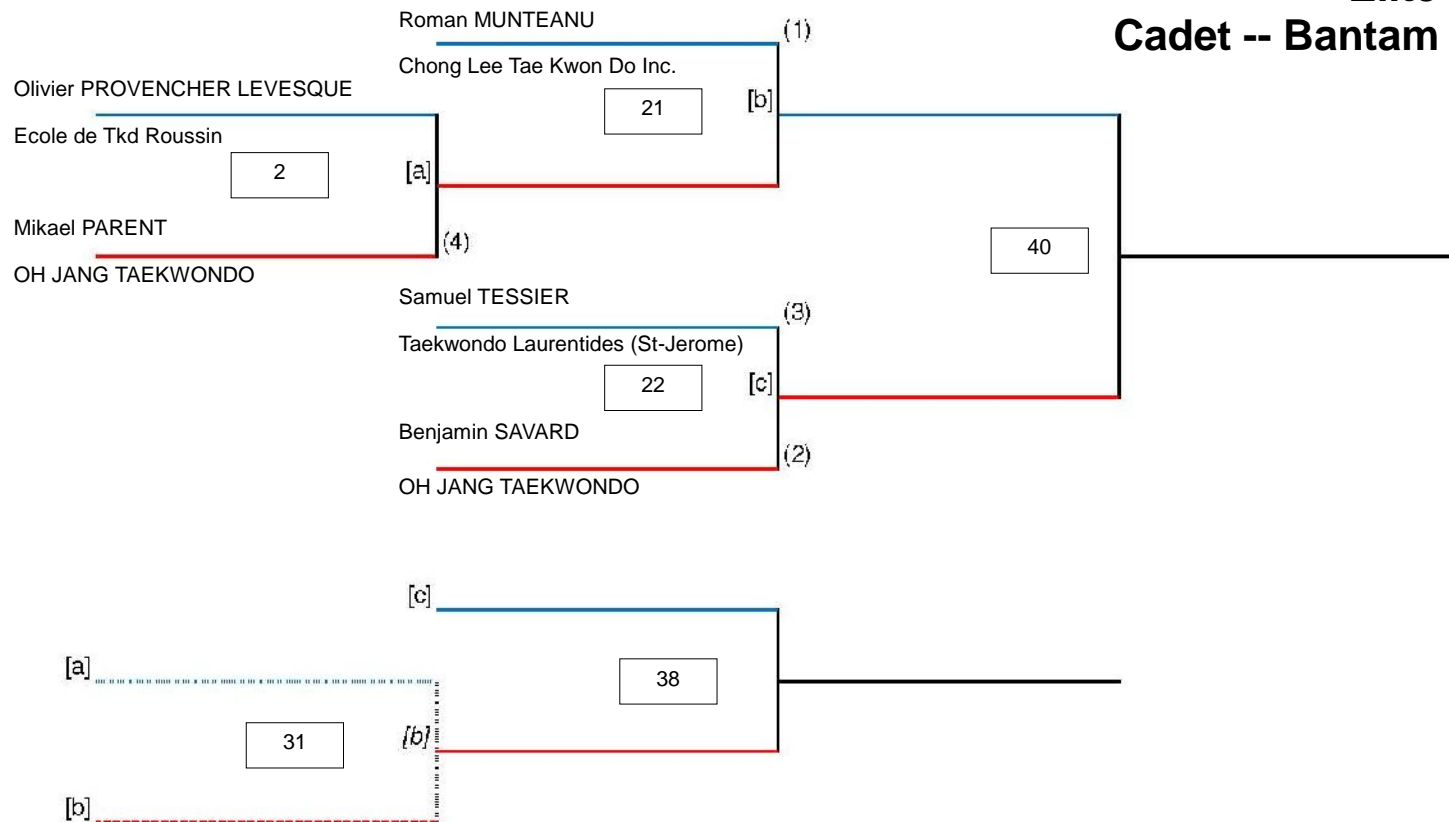 Cadet -- Bantam
Roman MUNTEANU
(1)
Chong Lee Tae Kwon Do Inc.
Olivier PROVENCHER LEVESQUE
21
[b]
Ecole de Tkd Roussin
2
[a]
Mikael PARENT
(4)
OH JANG TAEKWONDO
40
Samuel TESSIER
(3)
Taekwondo Laurentides (St-Jerome)
22
[c]
Benjamin SAVARD
(2)
OH JANG TAEKWONDO
[c]
[a]
38
31
[b]
[b]